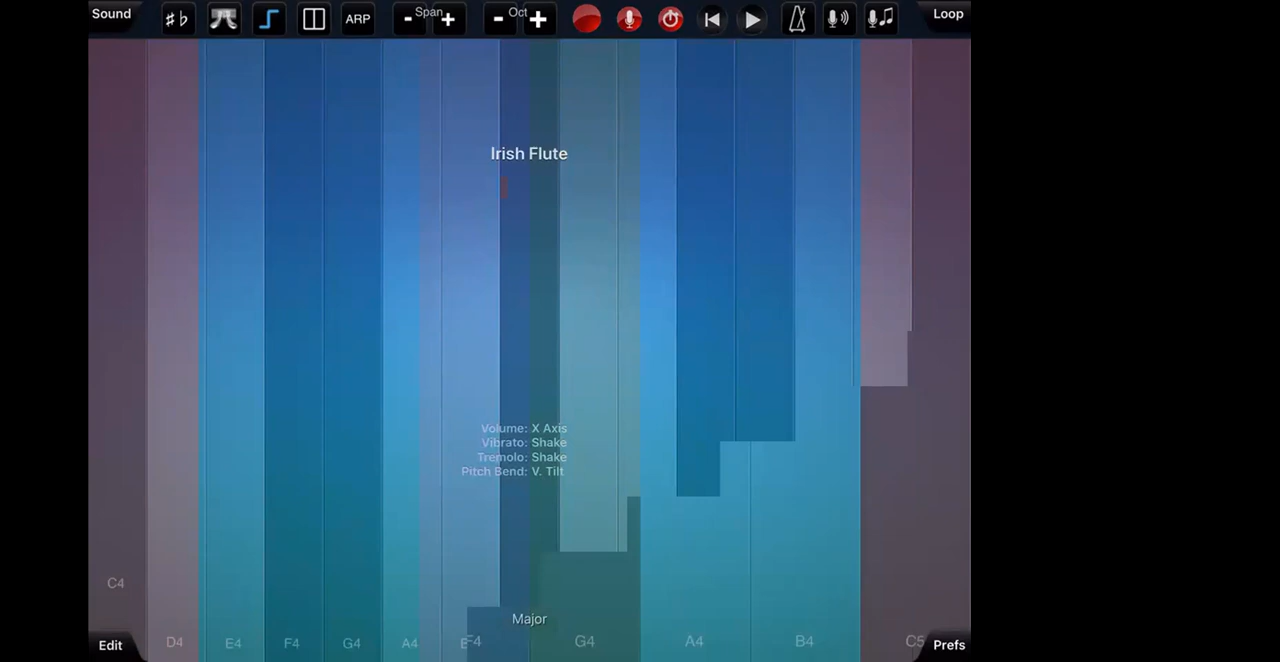 Sound
♯♭
ARP
- Span +
- Oct +
Loop
Irish Flute
Volume: X Axis
Vibrato: Shake
Tremolo: Shake
Pitch Bend: V. Tilt
C4
Major
D4 E4 F4 G4 A4 F4 G4 A4 B4 C5
Edit
Prefs